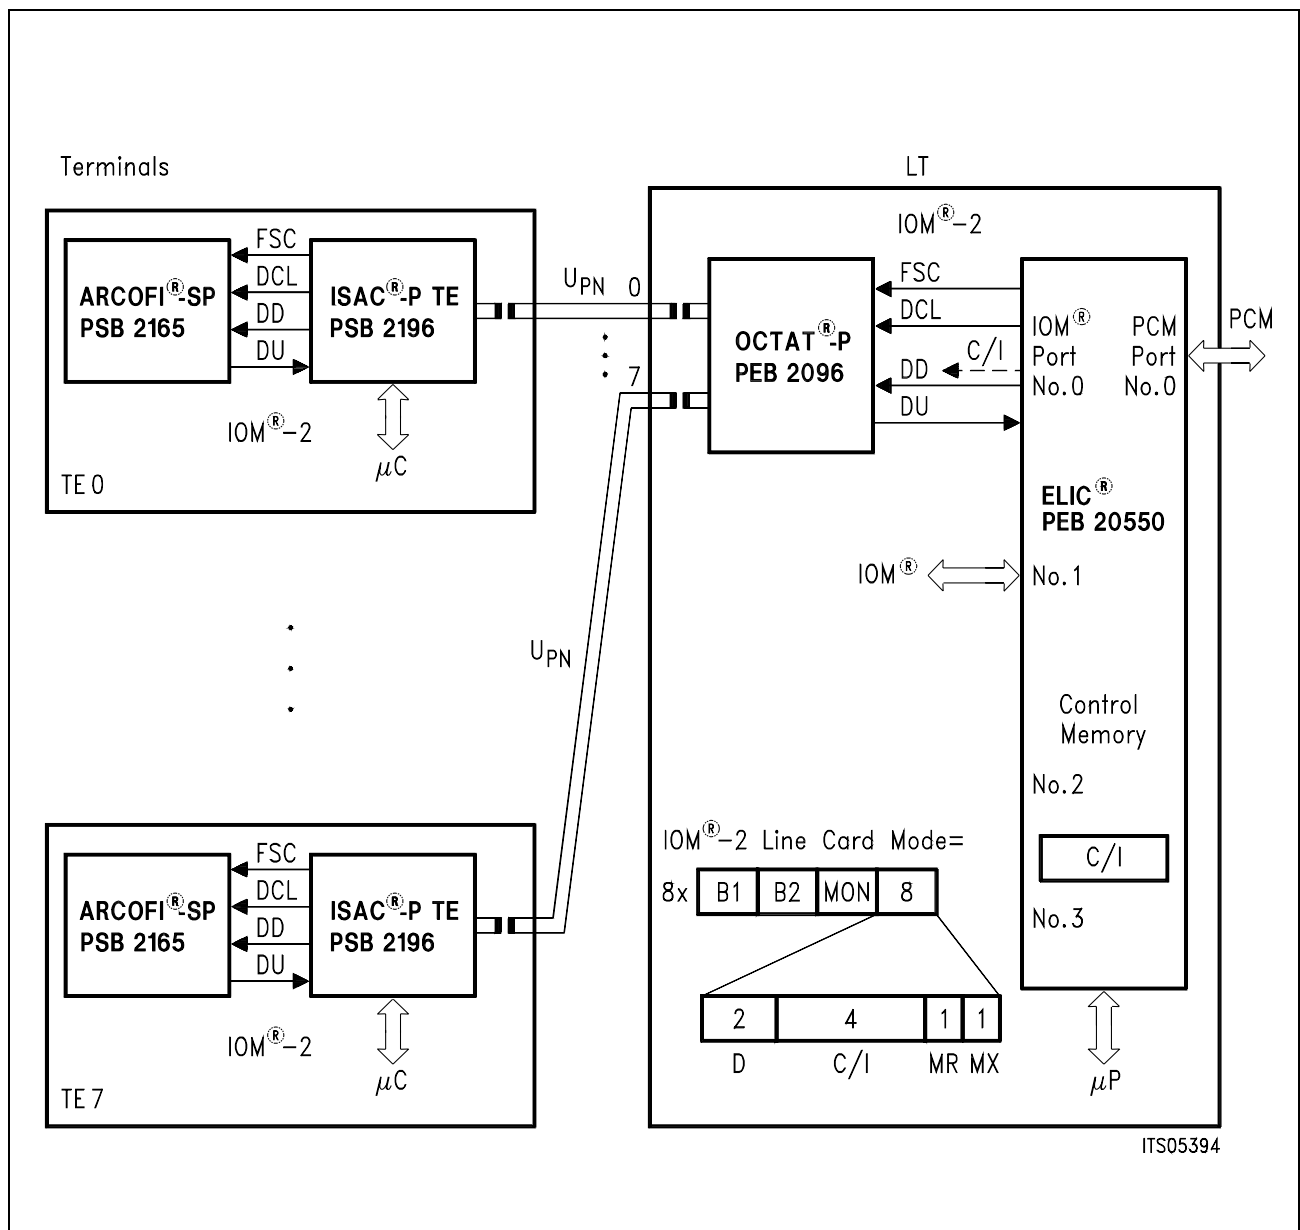 Terminals
LT
IOM®-2
ARCOFI®-SP
PSB 2165
FSC
DCL
DD
DU
ISAC®-P TE
PSB 2196
IOM®-2
µC
TE 0
UPN
0
7
OCTAT®-P
PEB 2096
FSC
DCL
C/I
DD
DU
IOM®
Port
No.0
PCM
Port
No.0
PCM
ELIC®
PEB 20550
IOM®
No.1
UPN
Control
Memory
No.2
C/I
No.3
µP
IOM®-2 Line Card Mode=
8x B1 B2 MON 8
2 4 1 1
D C/I MR MX
ARCOFI®-SP
PSB 2165
FSC
DCL
DD
DU
ISAC®-P TE
PSB 2196
IOM®-2
µC
TE 7
ITS05394